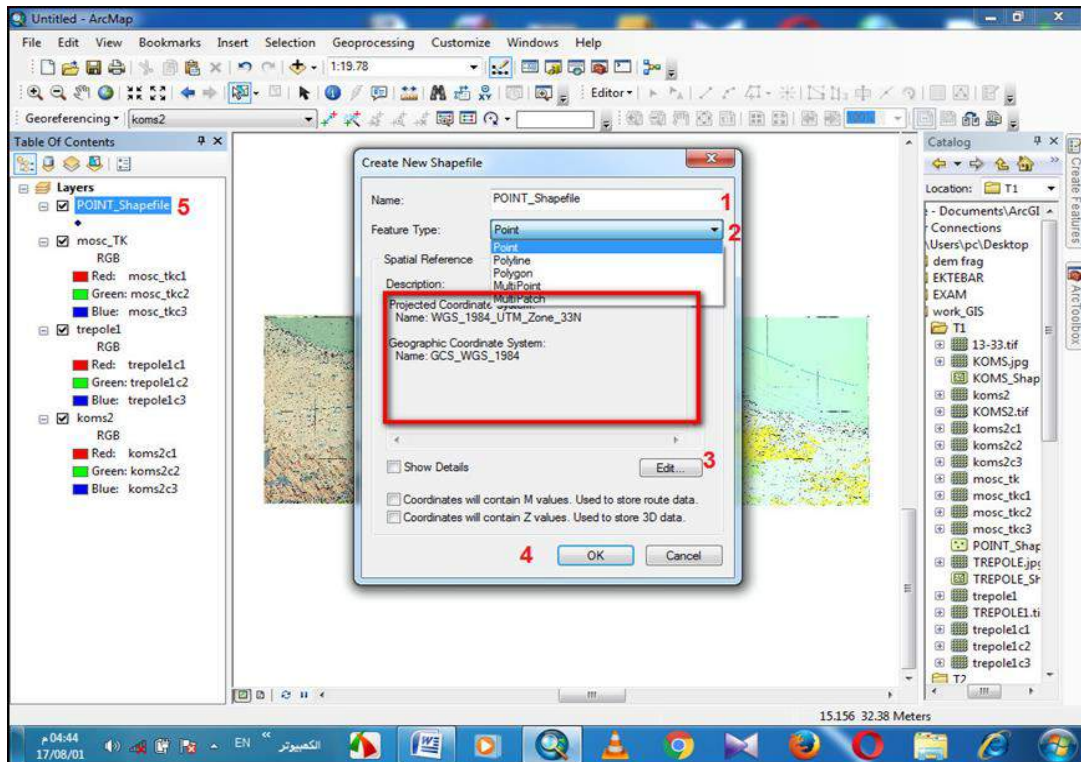 Untitled - ArcMap
File Edit View Bookmarks Insert Selection Geoprocessing Customize Windows Help
1:19.78
Editor
Georeferencing koms2
100%
Table Of Contents
Layers
POINT_Shapefile 5
mosc_TK
RGB
Red: mosc_tkc1
Green: mosc_tkc2
Blue: mosc_tkc3
trepole1
RGB
Red: trepole1c1
Green: trepole1c2
Blue: trepole1c3
koms2
RGB
Red: koms2c1
Green: koms2c2
Blue: koms2c3
Create New Shapefile
Name: POINT_Shapefile 1
Feature Type: Point 2
Point
Polyline
Polygon
MultiPoint
MultiPatch
Spatial Reference
Description:
Projected Coordinate
Name: WGS_1984_UTM_Zone_33N
Geographic Coordinate System:
Name: GCS_WGS_1984
Show Details
Edit... 3
Coordinates will contain M values. Used to store route data.
Coordinates will contain Z values. Used to store 3D data.
4 OK Cancel
Catalog
Location: T1
: - Documents\ArcGI
Connections
\Users\pc\Desktop
dem frag
EKTEBAR
EXAM
work_GIS
T1
13-33.tif
KOMS.jpg
KOMS_Shap
koms2
KOMS2.tif
koms2c1
koms2c2
koms2c3
mosc_tk
mosc_tkc1
mosc_tkc2
mosc_tkc3
POINT_Shap
TREPOLE.jpg
TREPOLE_Sh
trepole1
TREPOLE1.ti
trepole1c1
trepole1c2
trepole1c3
T2
Create Features
ArcToolbox
15.156 32.38 Meters
04:44 م
17/08/01
EN
الكمبيوتر